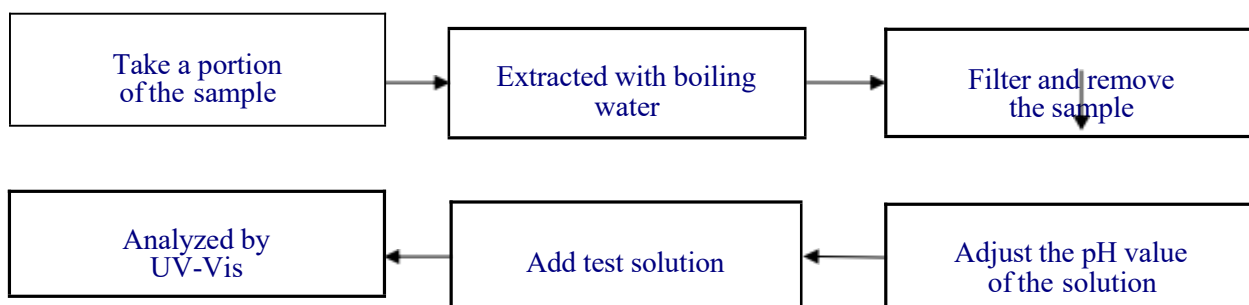 Take a portion
of the sample
Extracted with boiling
water
Filter and remove
the sample
Analyzed by
UV-Vis
Add test solution
Adjust the pH value
of the solution